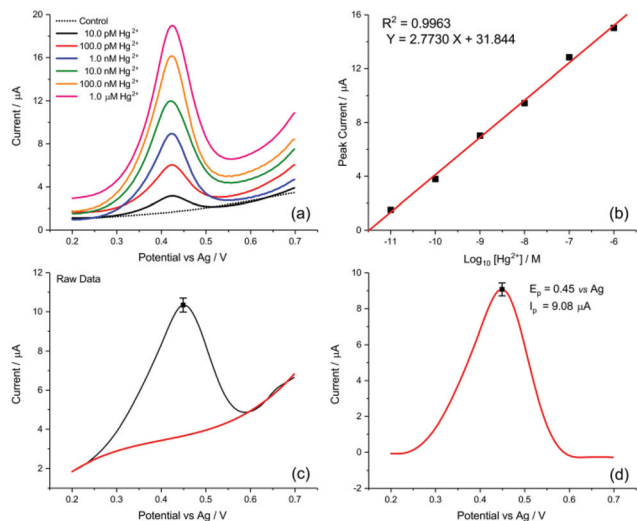 Control
10.0 pM Hg²⁺
100.0 pM Hg²⁺
1.0 nM Hg²⁺
10.0 nM Hg²⁺
100.0 nM Hg²⁺
1.0 μM Hg²⁺
20
16
12
8
4
0
Current / μA
0.2 0.3 0.4 0.5 0.6 0.7
Potential vs Ag / V
(a)
R² = 0.9963
Y = 2.7730 X + 31.844
16
12
8
4
0
Peak Current / μA
-11 -10 -9 -8 -7 -6
Log₁₀ [Hg²⁺] / M
(b)
Raw Data
12
10
8
6
4
2
Current / μA
0.2 0.3 0.4 0.5 0.6 0.7
Potential vs Ag / V
(c)
Eₚ = 0.45 vs Ag
Iₚ = 9.08 μA
10
8
6
4
2
0
-2
Current / μA
0.2 0.3 0.4 0.5 0.6 0.7
Potential vs Ag / V
(d)